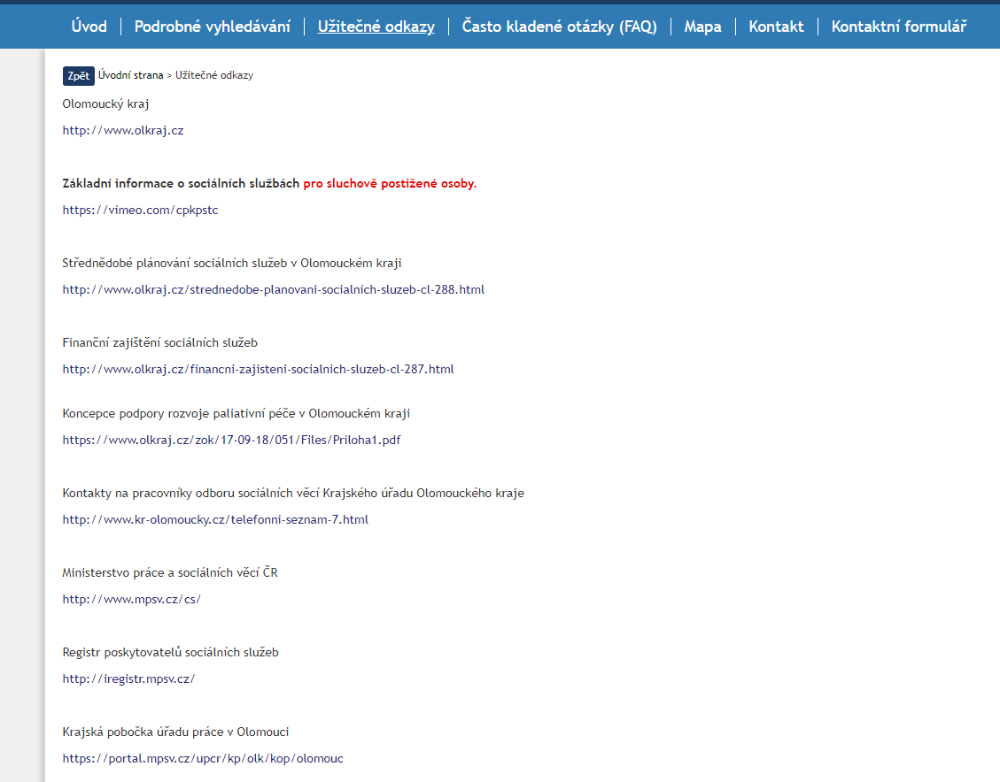 Úvod Podrobné vyhledávání Užitečné odkazy Často kladené otázky (FAQ) Mapa Kontakt Kontaktní formulář
Zpět Úvodní strana > Užitečné odkazy
Olomoucký kraj
http://www.olkraj.cz
Základní informace o sociálních službách pro sluchově postižené osoby.
https://vimeo.com/cpkpstc
Střednědobé plánování sociálních služeb v Olomouckém kraji
http://www.olkraj.cz/strednedobe-planovani-socialnich-sluzeb-cl-288.html
Finanční zajištění sociálních služeb
http://www.olkraj.cz/financni-zajisteni-socialnich-sluzeb-cl-287.html
Koncepce podpory rozvoje paliativní péče v Olomouckém kraji
https://www.olkraj.cz/zok/17-09-18/051/Files/Priloha1.pdf
Kontakty na pracovníky odboru sociálních věcí Krajského úřadu Olomouckého kraje
http://www.kr-olomoucky.cz/telefonni-seznam-7.html
Ministerstvo práce a sociálních věcí ČR
http://www.mpsv.cz/cs/
Registr poskytovatelů sociálních služeb
http://iregistr.mpsv.cz/
Krajská pobočka úřadu práce v Olomouci
https://portal.mpsv.cz/upcr/kp/olk/kop/olomouc